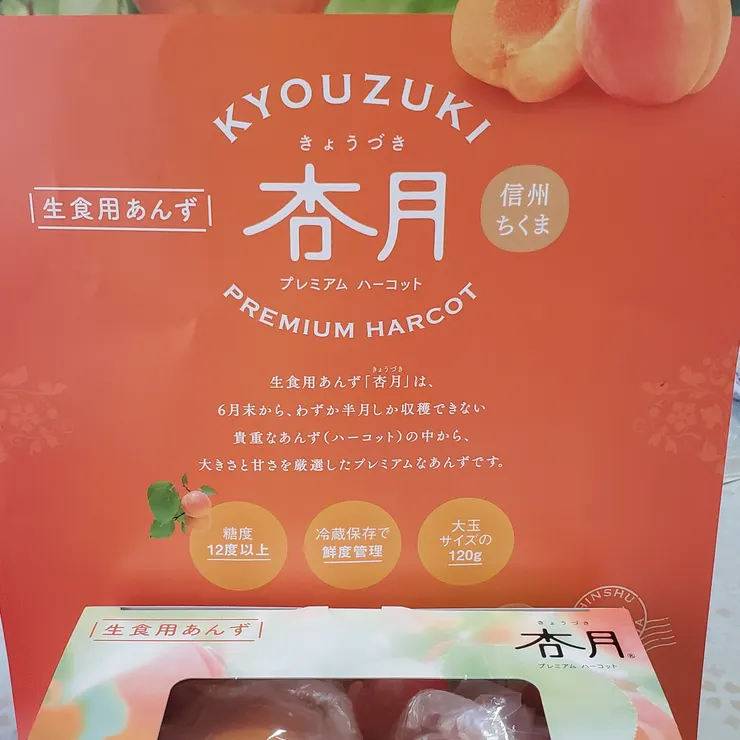 KYOUZUKI
きょうづき
杏月
生食用あんず
信州
ちくま
プレミアム ハーコット
PREMIUM HARCOT
きょうづき
生食用あんず「杏月」は、
6月末から、わずか半月しか収穫できない
貴重なあんず(ハーコット)の中から、
大きさと甘さを厳選したプレミアムなあんずです。
糖度
12度以上
冷蔵保存で
鮮度管理
大玉
サイズの
120g
SHINSHU
生食用あんず
きょうづき
杏月®
プレミアム ハーコット